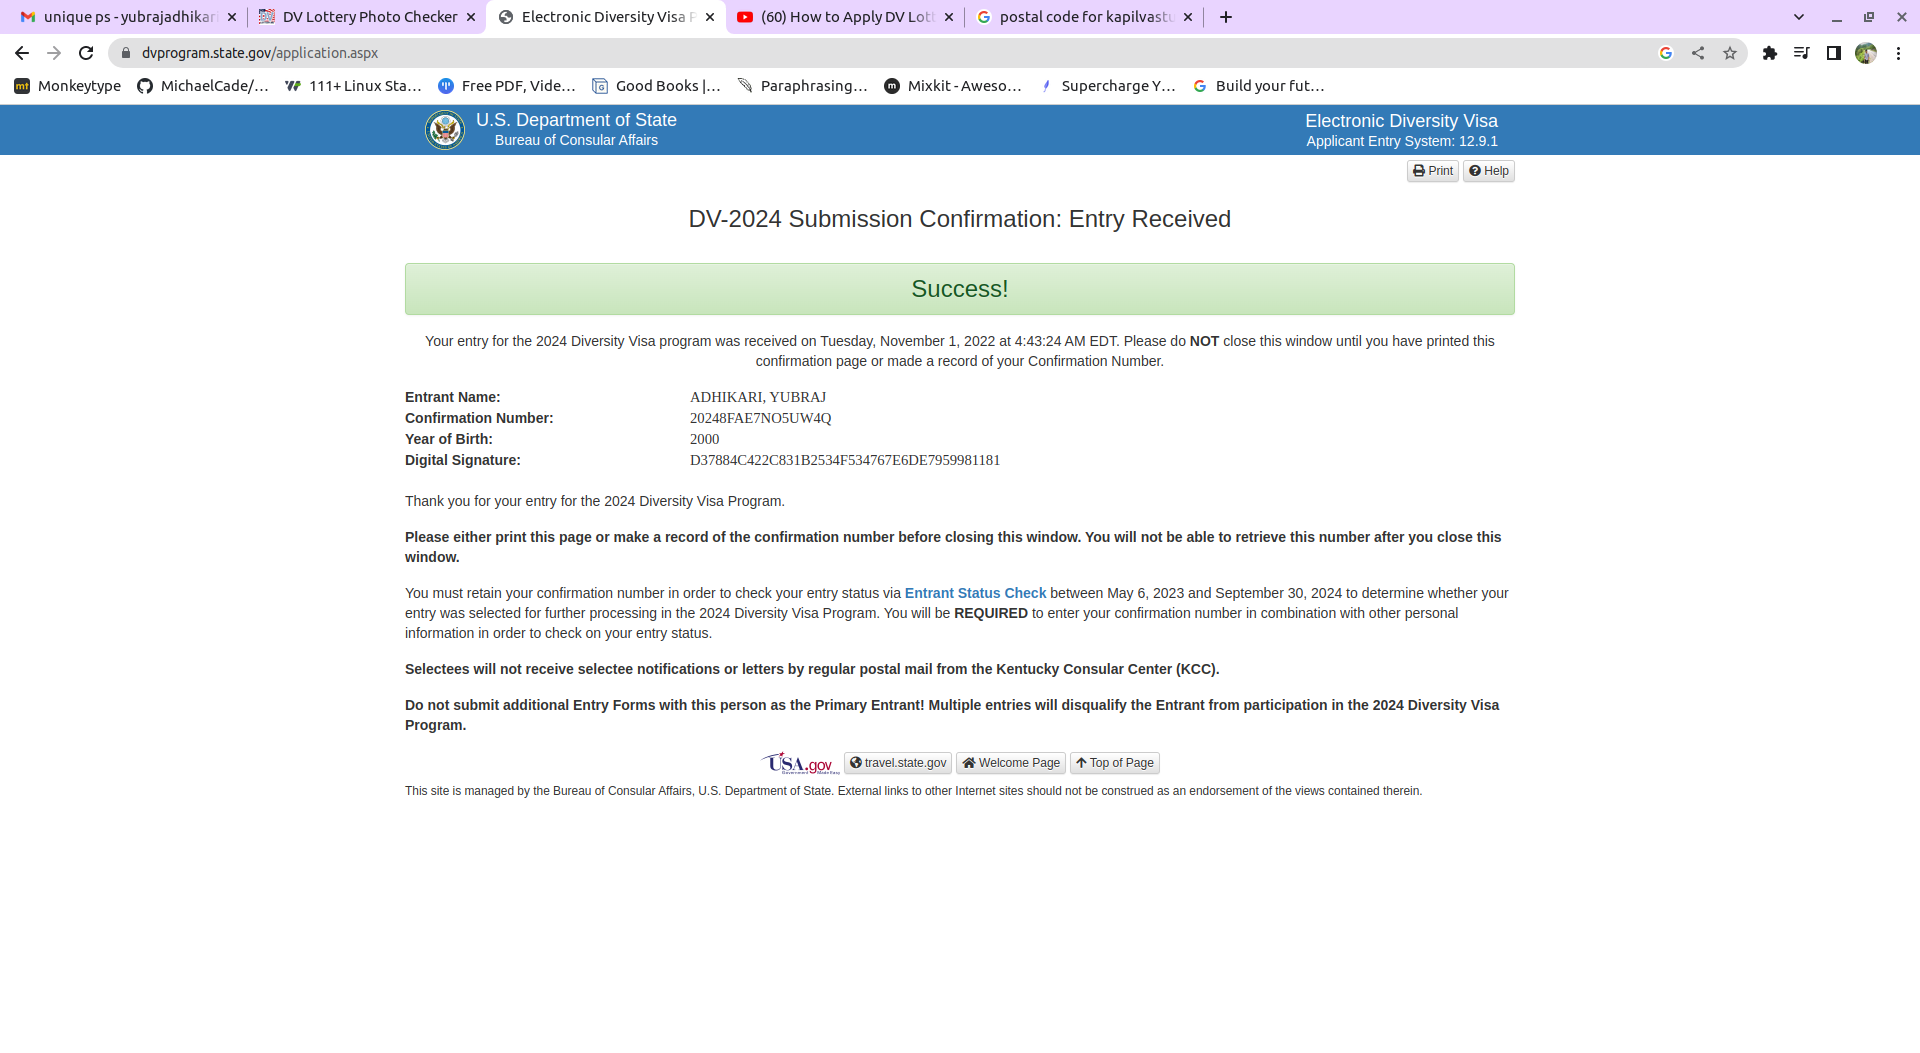 unique ps - yubrajadhikari
DV Lottery Photo Checker
Electronic Diversity Visa P
(60) How to Apply DV Lott
postal code for kapilvastu
dvprogram.state.gov/application.aspx
Monkeytype
MichaelCade/...
111+ Linux Sta...
Free PDF, Vide...
Good Books |...
Paraphrasing...
Mixkit - Aweso...
Supercharge Y...
Build your fut...
U.S. Department of State
Bureau of Consular Affairs
Electronic Diversity Visa
Applicant Entry System: 12.9.1
Print
Help
DV-2024 Submission Confirmation: Entry Received
Success!
Your entry for the 2024 Diversity Visa program was received on Tuesday, November 1, 2022 at 4:43:24 AM EDT. Please do NOT close this window until you have printed this
confirmation page or made a record of your Confirmation Number.
Entrant Name: ADHIKARI, YUBRAJ
Confirmation Number: 20248FAE7NO5UW4Q
Year of Birth: 2000
Digital Signature: D37884C422C831B2534F534767E6DE7959981181
Thank you for your entry for the 2024 Diversity Visa Program.
Please either print this page or make a record of the confirmation number before closing this window. You will not be able to retrieve this number after you close this
window.
You must retain your confirmation number in order to check your entry status via Entrant Status Check between May 6, 2023 and September 30, 2024 to determine whether your
entry was selected for further processing in the 2024 Diversity Visa Program. You will be REQUIRED to enter your confirmation number in combination with other personal
information in order to check on your entry status.
Selectees will not receive selectee notifications or letters by regular postal mail from the Kentucky Consular Center (KCC).
Do not submit additional Entry Forms with this person as the Primary Entrant! Multiple entries will disqualify the Entrant from participation in the 2024 Diversity Visa
Program.
USA.gov
Government Made Easy
travel.state.gov
Welcome Page
Top of Page
This site is managed by the Bureau of Consular Affairs, U.S. Department of State. External links to other Internet sites should not be construed as an endorsement of the views contained therein.